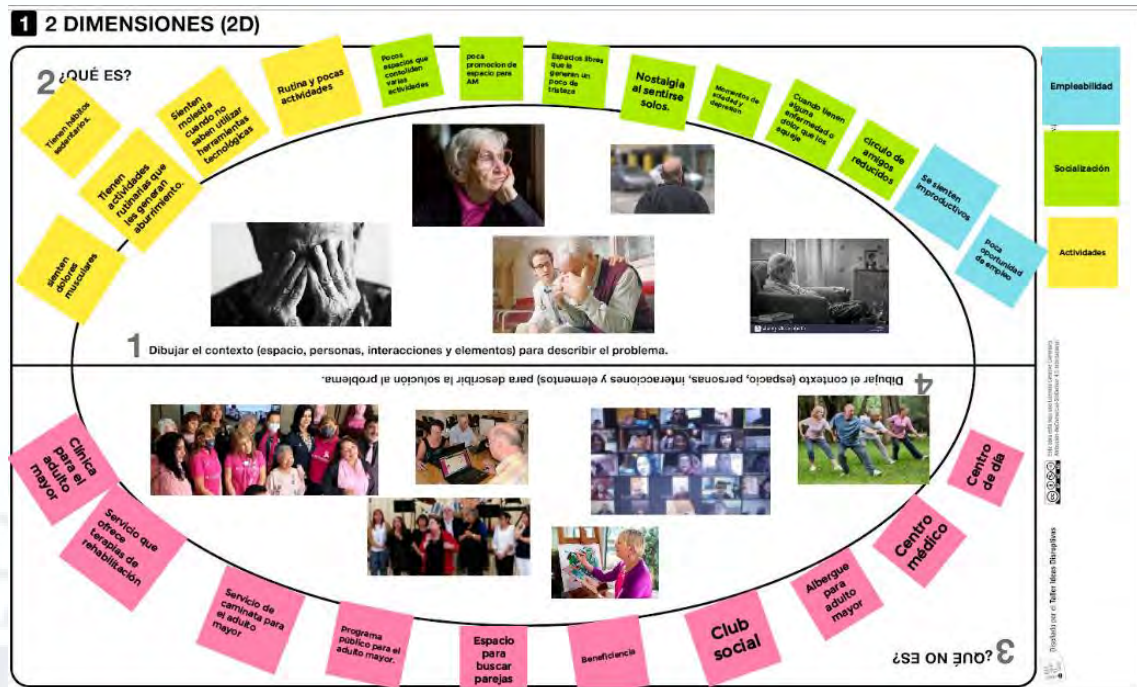 1 2 DIMENSIONES (2D)
2 ¿QUÉ ES?
Tienen hábitos
sedentarios.
sienten
dolores
musculares
Tienen
actividades
rutinarias que
les generan
aburrimiento.
Sienten
molestia
cuando no
saben utilizar
herramientas
tecnológicas
Rutina y pocas
actividades
Pocos
espacios que
varias
actividades
poca
promocion de
espacio para
AM
Espacios libres
que le
generen un
poco de
tristeza
Nostalgia
al sentirse
solos.
Momentos de
soledad y
depresion
Cuando tienen
alguna
enfermedad o
dolor que los
aqueje
circulo de
amigos
reducidos
Se sienten
improductivos
poca
oportunidad
de empleo
Empleabilidad
Socialización
Actividades
1 Dibujar el contexto (espacio, personas, interacciones y elementos) para describir el problema.
4 Dibujar el contexto (espacio, personas, interacciones y elementos) para describir la solución al problema.
Clínica
para el
adulto
mayor
Servicio que
ofrece
terapias de
rehabilitación
Servicio de
caminata para
el adulto
mayor
Programa
público para el
adulto mayor.
Espacio
para
buscar
parejas
Beneficiencia
Club
social
Albergue
para
adulto
mayor
Centro
médico
Centro
de día
3 ¿QUÉ NO ES?
Diseñado por el Taller Ideas Disruptivas